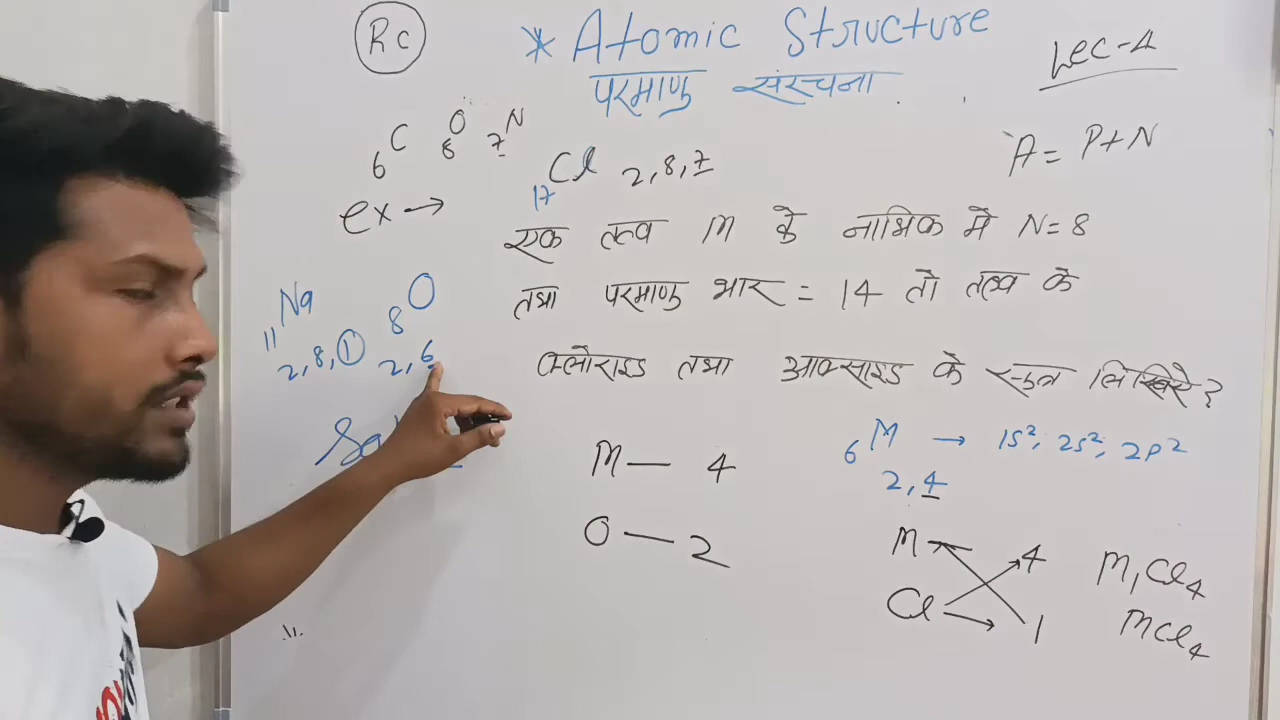 Rc
* Atomic Structure
परमाणु संरचना
Lec-4
6C 8O 7N
17Cl 2,8,7
A = P+N
ex →
एक तत्व M के नाभिक मे N=8
तथा परमाणु भार = 14 तो तत्व के
क्लोराइड तथा आक्साइड के सूत्र लिखिये?
11Na
2,8,1
8O
2,6
M — 4
O — 2
6M → 1s², 2s², 2p²
2,4
M 4
Cl 1
M1Cl4
MCl4